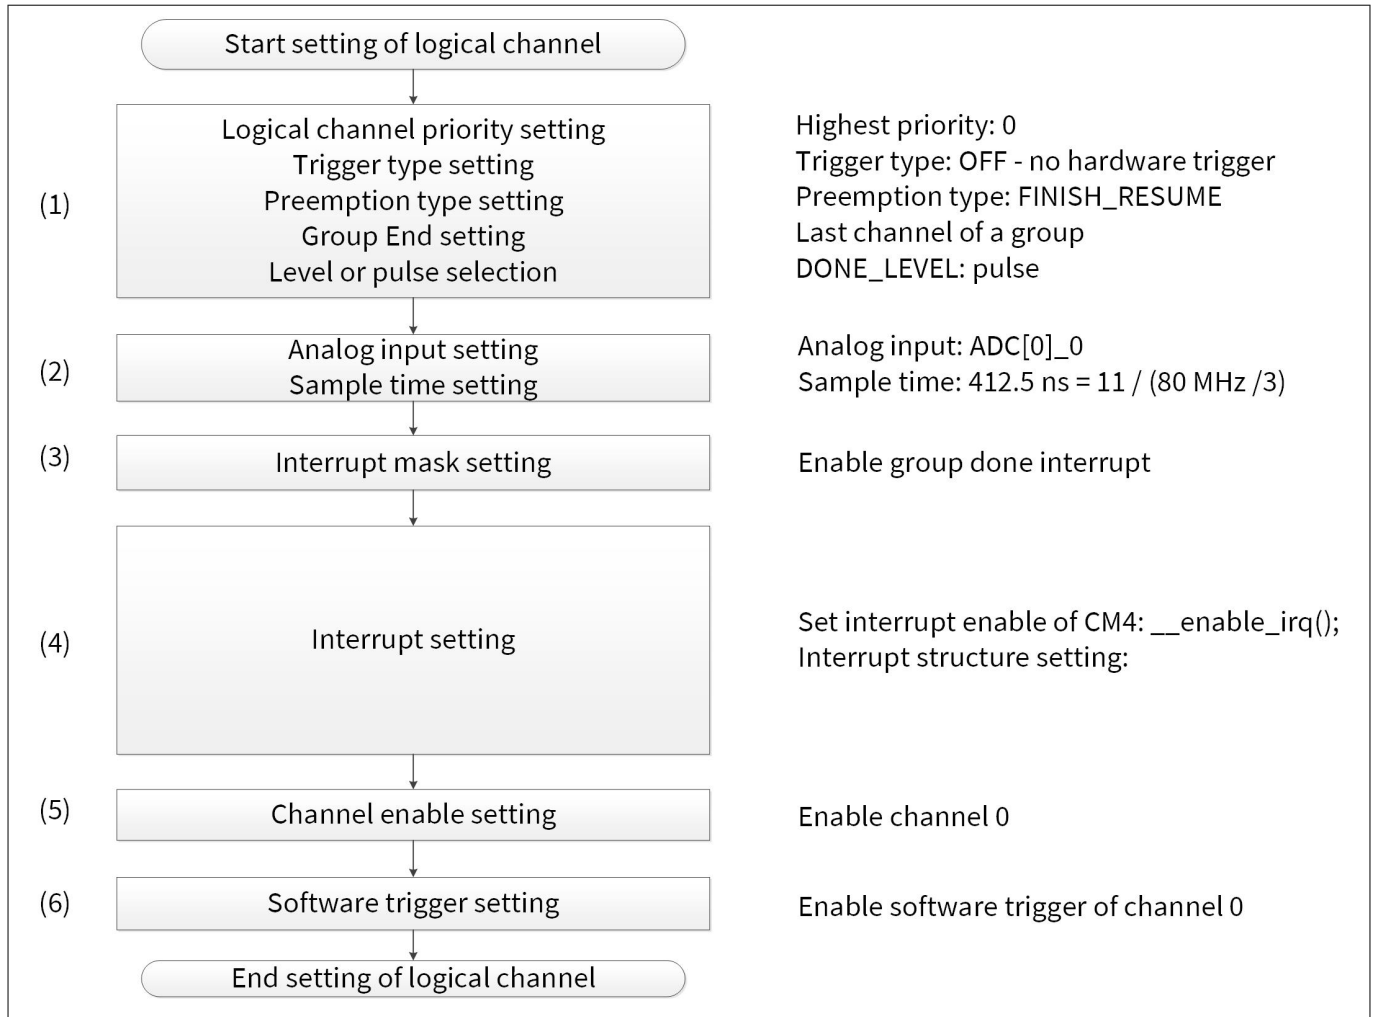 Start setting of logical channel
(1)
Logical channel priority setting
Trigger type setting
Preemption type setting
Group End setting
Level or pulse selection
Highest priority: 0
Trigger type: OFF - no hardware trigger
Preemption type: FINISH_RESUME
Last channel of a group
DONE_LEVEL: pulse
(2)
Analog input setting
Sample time setting
Analog input: ADC[0]_0
Sample time: 412.5 ns = 11 / (80 MHz /3)
(3)
Interrupt mask setting
Enable group done interrupt
(4)
Interrupt setting
Set interrupt enable of CM4: __enable_irq();
Interrupt structure setting:
(5)
Channel enable setting
Enable channel 0
(6)
Software trigger setting
Enable software trigger of channel 0
End setting of logical channel